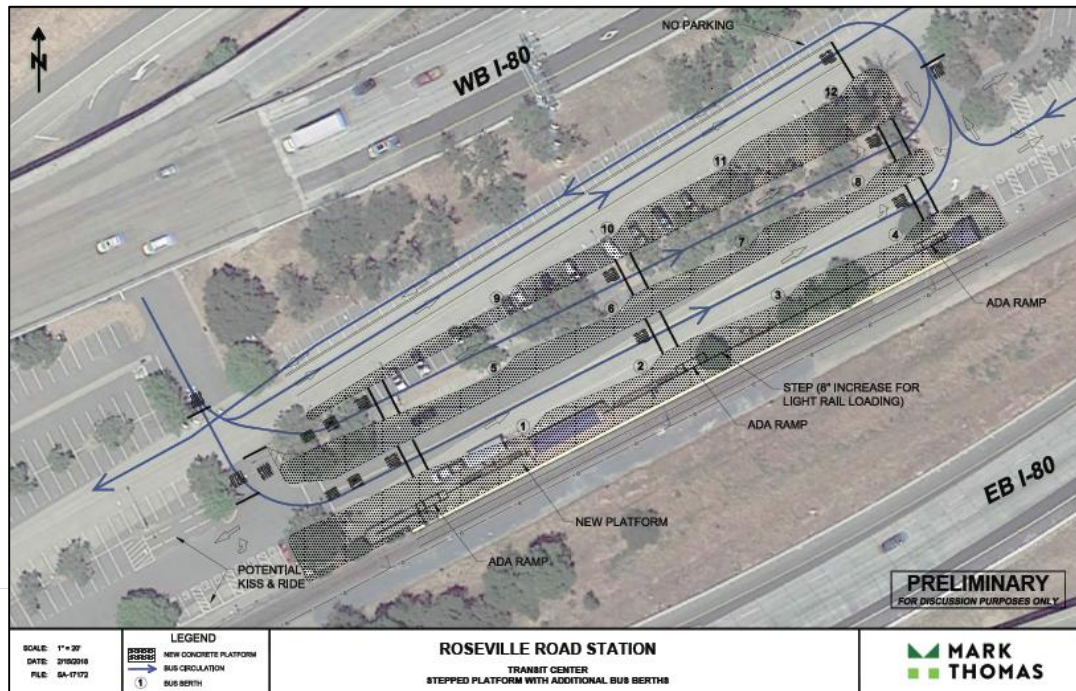 NO PARKING
N
WB I-80
12
11
8
10
7
4
9
6
3
ADA RAMP
5
2
STEP (8" INCREASE FOR
LIGHT RAIL LOADING)
1
ADA RAMP
EB I-80
NEW PLATFORM
ADA RAMP
POTENTIAL
KISS & RIDE
PRELIMINARY
FOR DISCUSSION PURPOSES ONLY
SCALE: 1" = 20'
DATE: 2/15/2018
FILE: SA-17172
LEGEND
NEW CONCRETE PLATFORM
BUS CIRCULATION
1 BUS BERTH
ROSEVILLE ROAD STATION
TRANSIT CENTER
STEPPED PLATFORM WITH ADDITIONAL BUS BERTHS
MARK
THOMAS